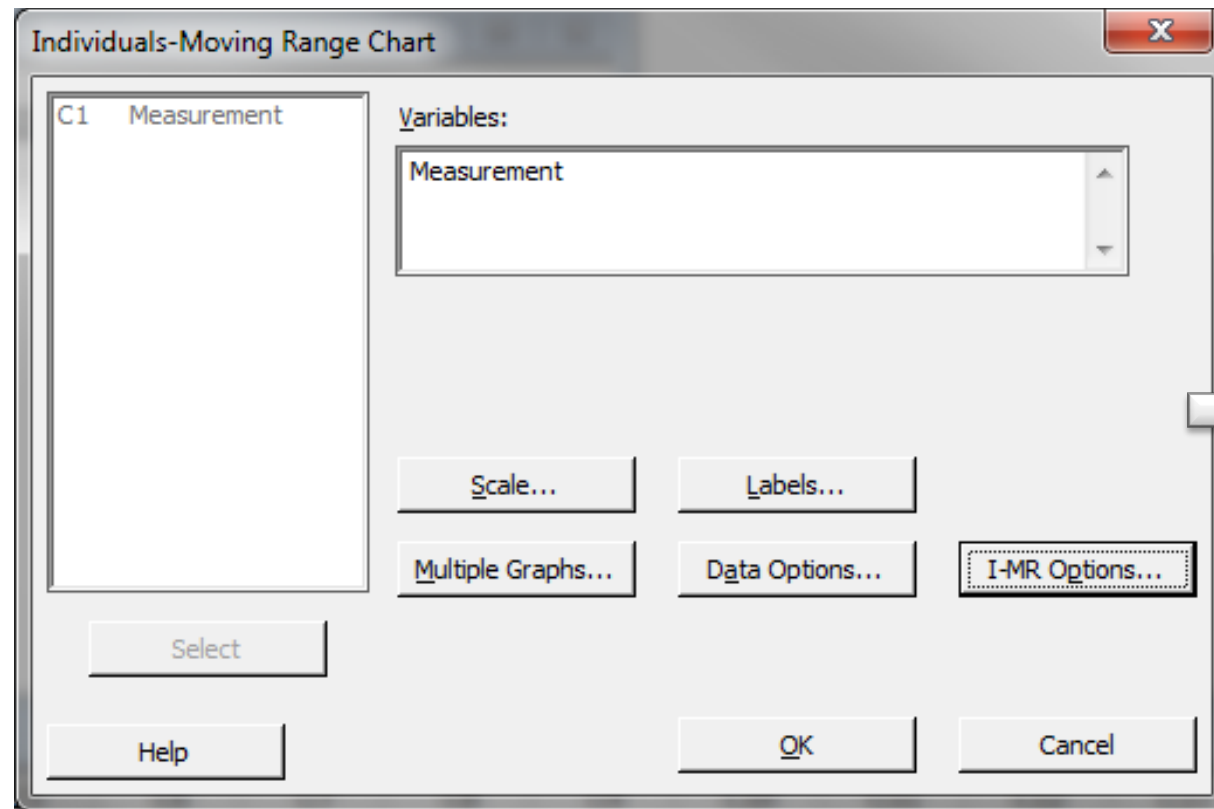 Individuals-Moving Range Chart
C1 Measurement
Variables:
Measurement
Scale...
Labels...
Multiple Graphs...
Data Options...
I-MR Options...
Select
Help
OK
Cancel